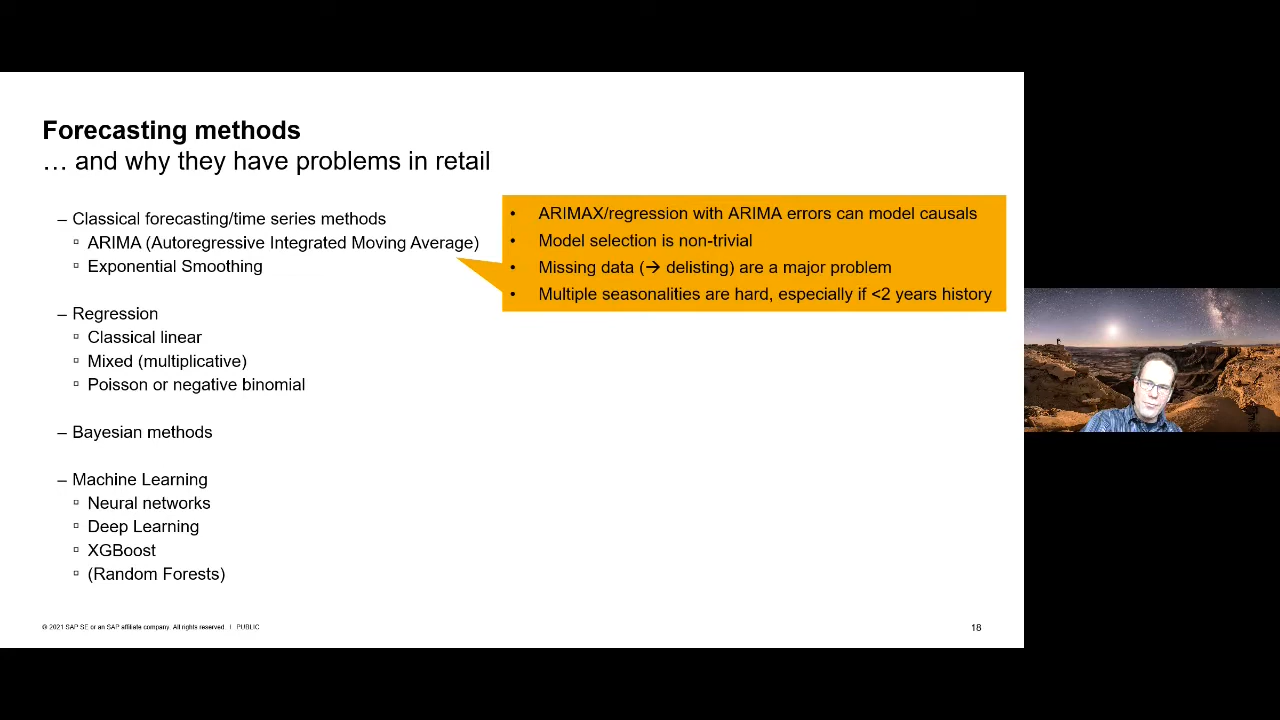 Forecasting methods
… and why they have problems in retail
– Classical forecasting/time series methods
▫ ARIMA (Autoregressive Integrated Moving Average)
▫ Exponential Smoothing
• ARIMAX/regression with ARIMA errors can model causals
• Model selection is non-trivial
• Missing data (→ delisting) are a major problem
• Multiple seasonalities are hard, especially if <2 years history
– Regression
▫ Classical linear
▫ Mixed (multiplicative)
▫ Poisson or negative binomial
– Bayesian methods
– Machine Learning
▫ Neural networks
▫ Deep Learning
▫ XGBoost
▫ (Random Forests)
© 2021 SAP SE or an SAP affiliate company. All rights reserved. I PUBLIC
18